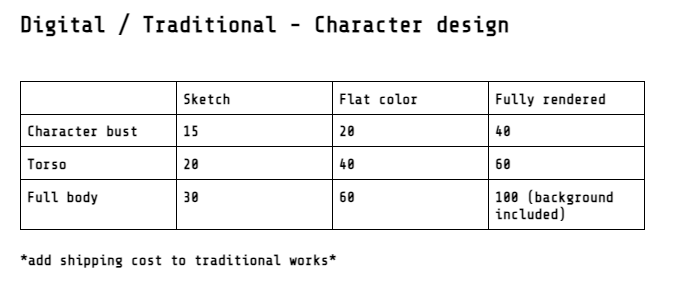 Digital / Traditional - Character design
Sketch Flat color Fully rendered
Character bust 15 20 40
Torso 20 40 60
Full body 30 60 100 (background
included)
*add shipping cost to traditional works*